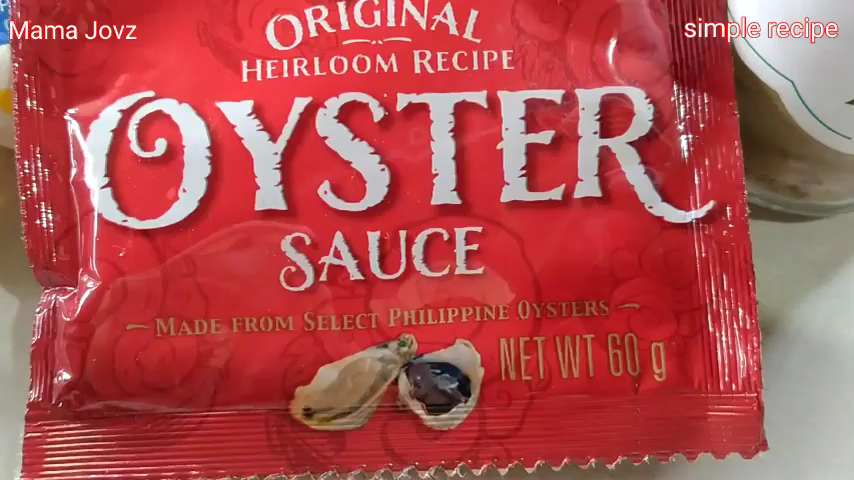 Mama Jovz
simple recipe
ORIGINAL
HEIRLOOM RECIPE
OYSTER
SAUCE
MADE FROM SELECT PHILIPPINE OYSTERS
NET WT 60 g